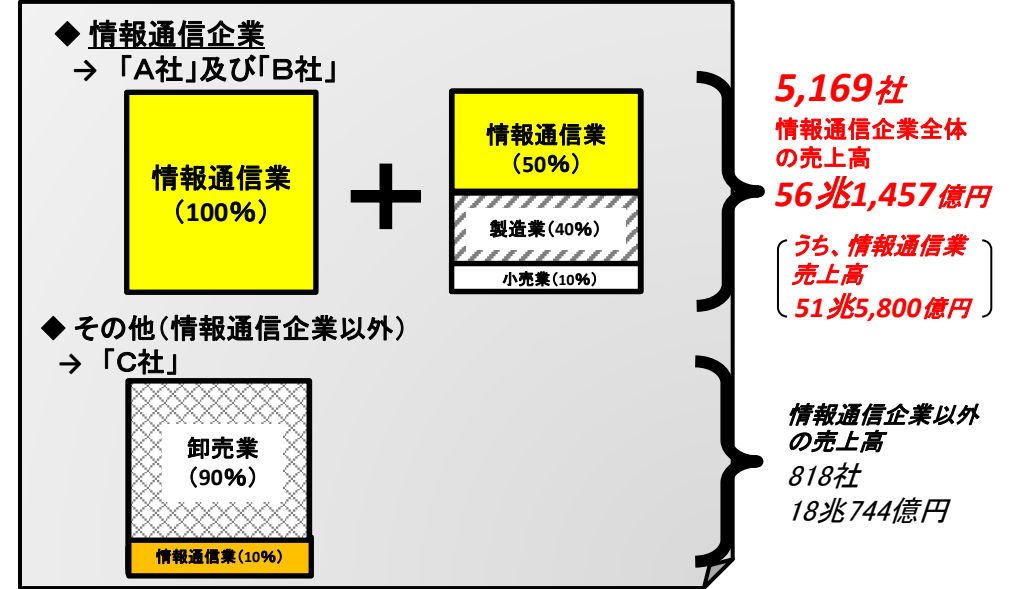 ◆ 情報通信企業
→ 「A社」及び「B社」
情報通信業
（100%）
+
情報通信業
（50%）
製造業（40%）
小売業（10%）
5,169社
情報通信企業全体
の売上高
56兆1,457億円
うち、情報通信業
売上高
51兆5,800億円
◆ その他（情報通信企業以外）
→ 「C社」
卸売業
（90%）
情報通信業（10%）
情報通信企業以外
の売上高
818社
18兆744億円